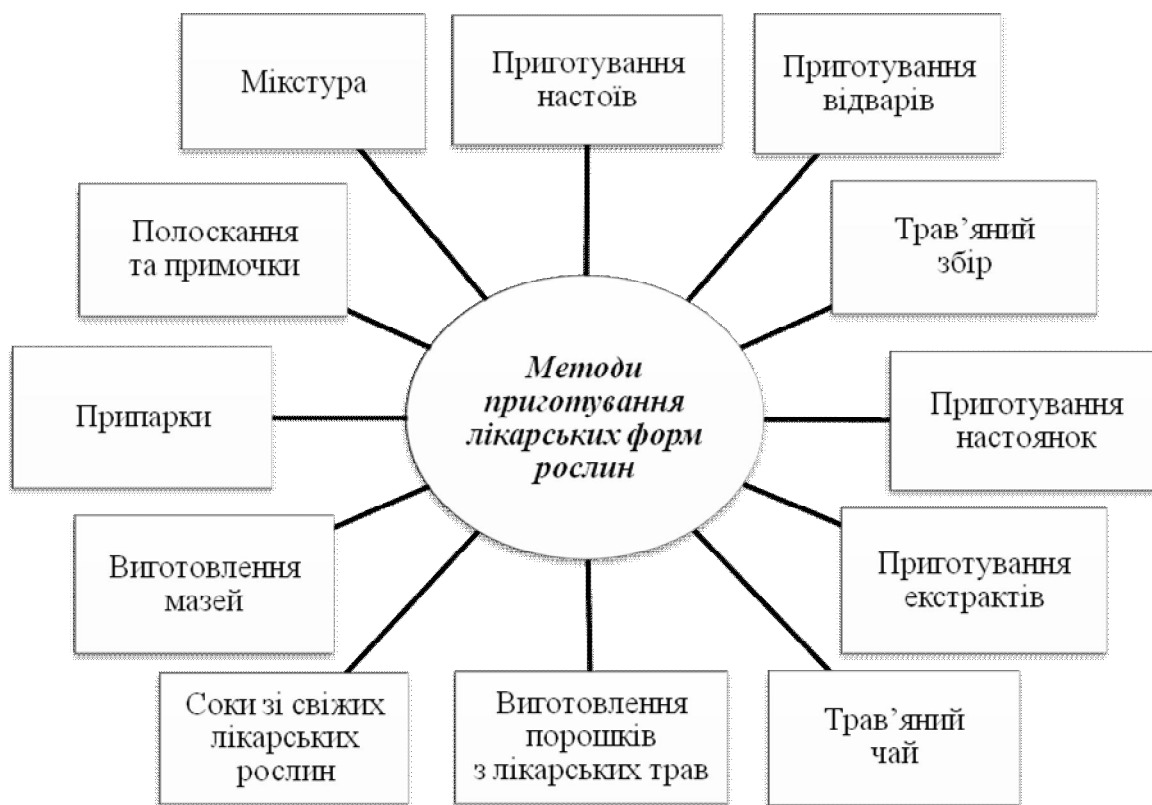 Мікстура
Приготування
настоїв
Приготування
відварів
Полоскання
та примочки
Трав’яний
збір
Методи
приготування
лікарських форм
рослин
Припарки
Приготування
настоянок
Виготовлення
мазей
Приготування
екстрактів
Соки зі свіжих
лікарських
рослин
Виготовлення
порошків
з лікарських трав
Трав’яний
чай